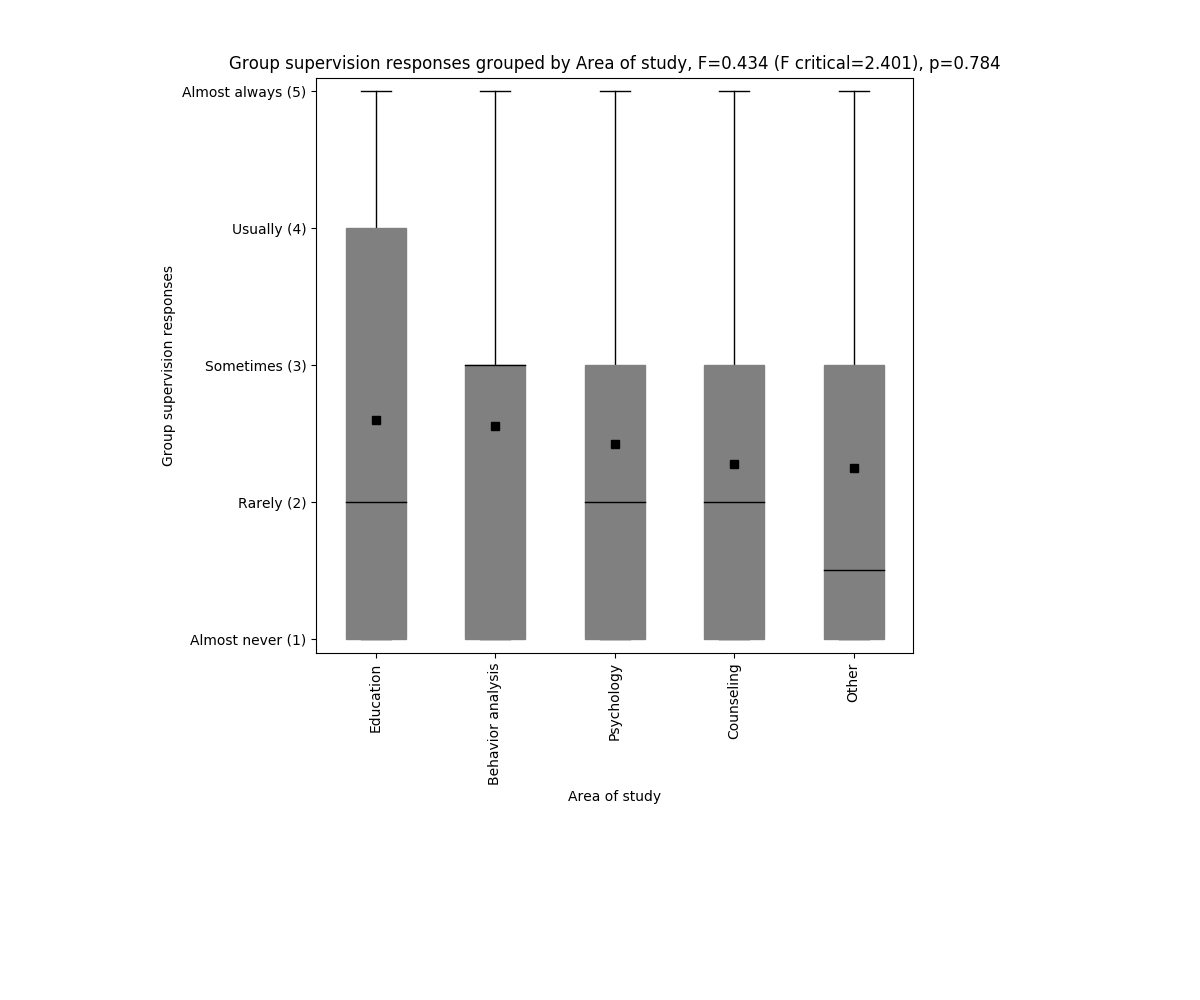 Group supervision responses grouped by Area of study, F=0.434 (F critical=2.401), p=0.784
Almost always (5)
Usually (4)
Sometimes (3)
Rarely (2)
Almost never (1)
Group supervision responses
Education
Behavior analysis
Psychology
Counseling
Other
Area of study